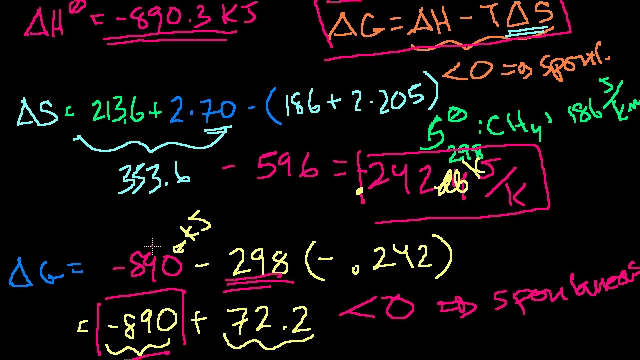 ΔH° = -890.3 KJ
ΔG = ΔH - TΔS
<0 ⇒ spont.
ΔS = 213.6 + 2·70 - (186 + 2·205)
S°: CH4: 186 J/K
298 K
353.6 - 596 = -242 J/K
KJ
ΔG = -890 - 298 (-.242)
= -890 + 72.2 <0 ⇒ spontaneous